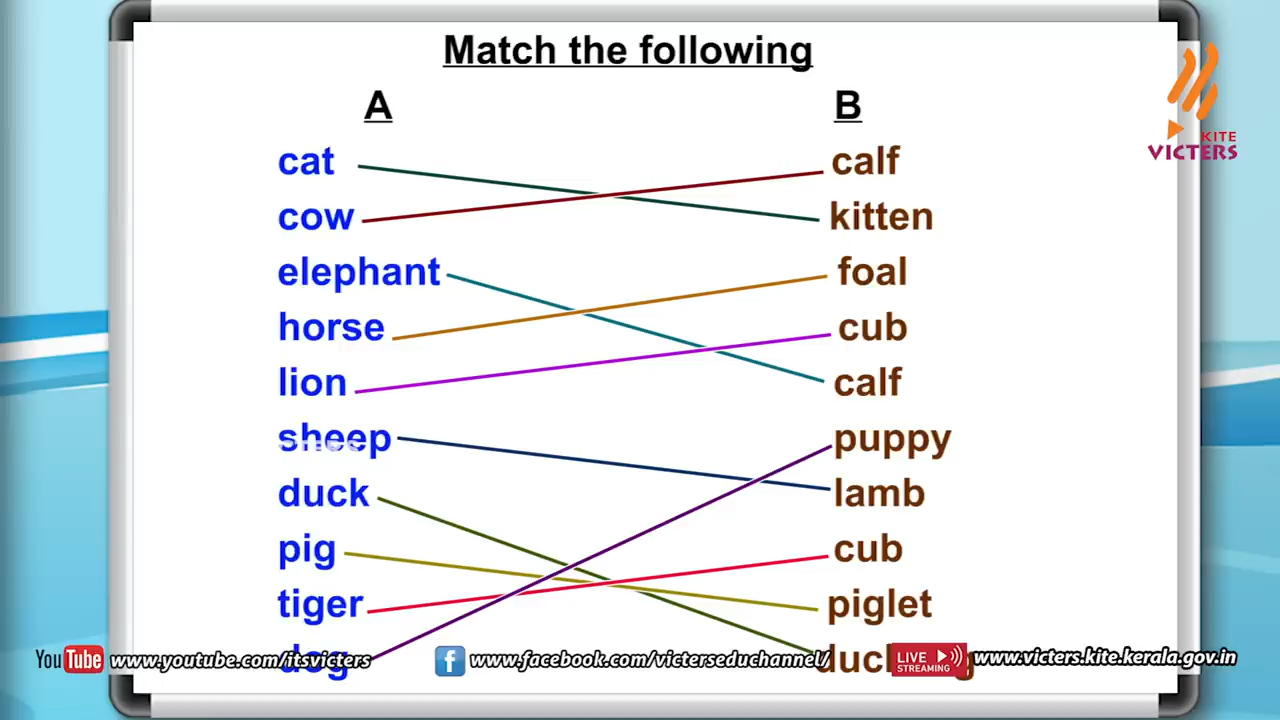 Match the following
A B
cat calf
cow kitten
elephant foal
horse cub
lion calf
sheep puppy
duck lamb
pig cub
tiger piglet
dog
KITE
VICTERS
YouTube www.youtube.com/itsvicters
f www.facebook.com/victerseduchannel/
LIVE
STREAMING
www.victers.kite.kerala.gov.in